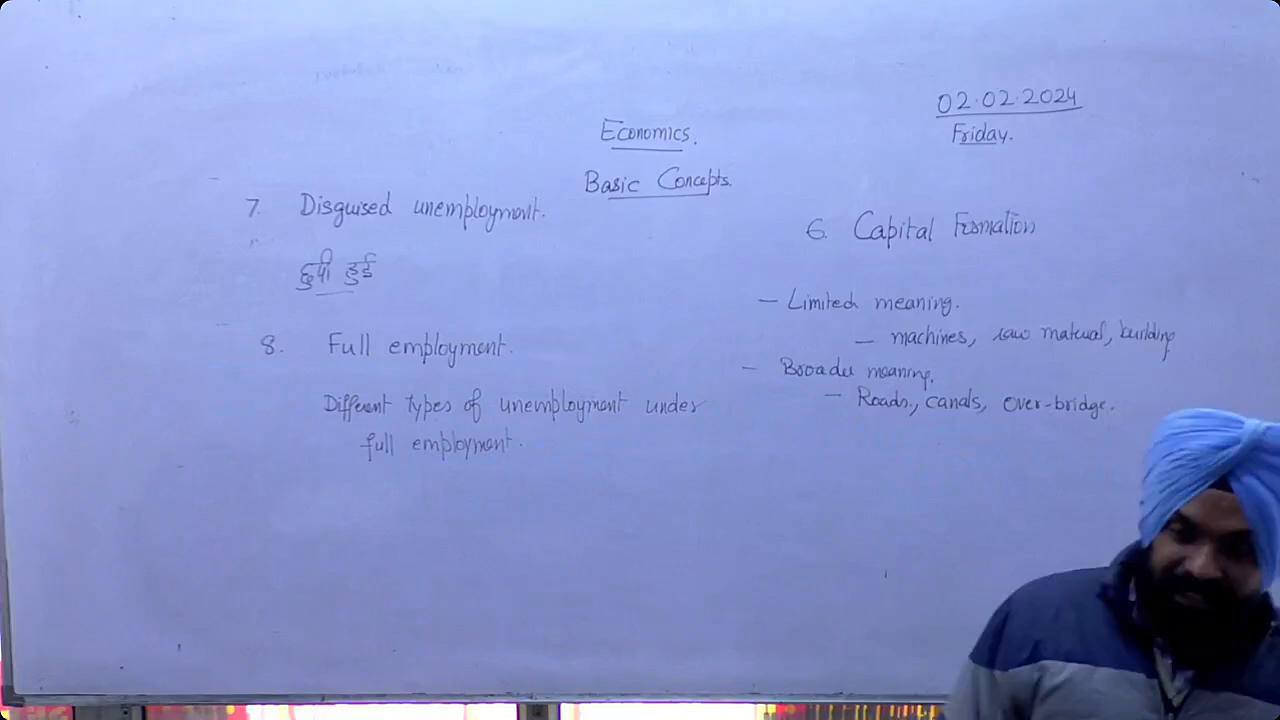 02.02.2024
Friday.
Economics.
Basic Concepts.
7. Disguised unemployment.
छुपी हुई
8. Full employment.
Different types of unemployment under
full employment.
6. Capital Formation
- Limited meaning.
- machines, raw material, building
- Broader meaning.
- Roads, canals, over-bridge.